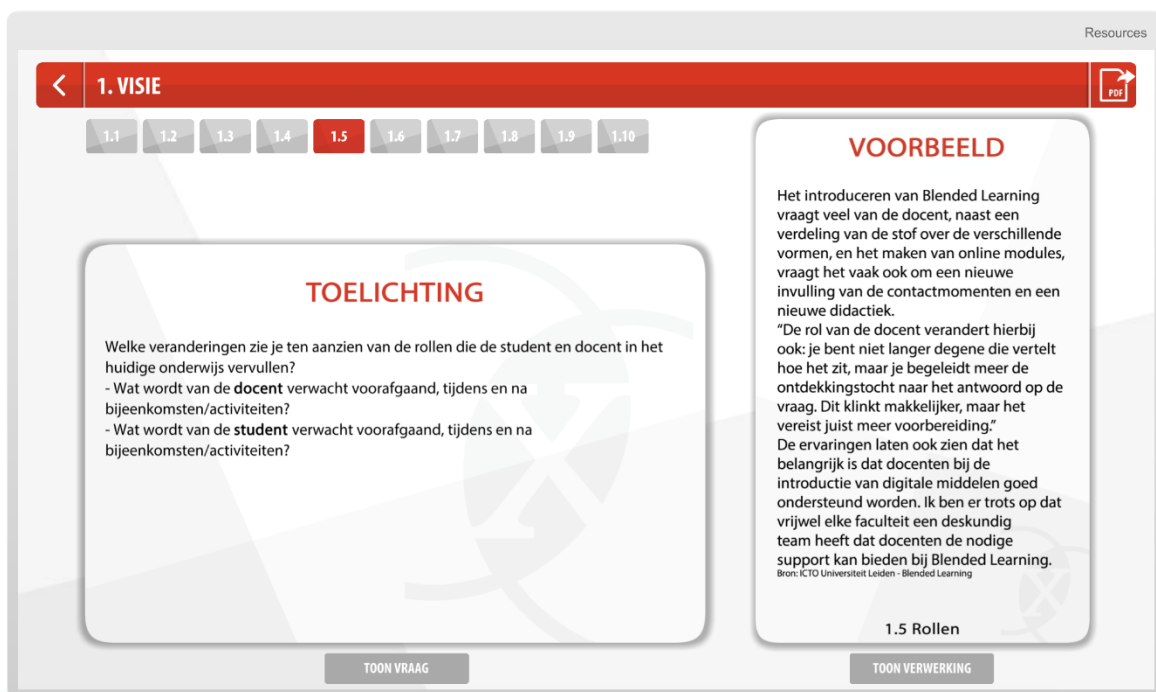 Resources
1. VISIE
PDF
1.1 1.2 1.3 1.4 1.5 1.6 1.7 1.8 1.9 1.10
TOELICHTING
Welke veranderingen zie je ten aanzien van de rollen die de student en docent in het
huidige onderwijs vervullen?
- Wat wordt van de docent verwacht voorafgaand, tijdens en na
bijeenkomsten/activiteiten?
- Wat wordt van de student verwacht voorafgaand, tijdens en na
bijeenkomsten/activiteiten?
TOON VRAAG
VOORBEELD
Het introduceren van Blended Learning
vraagt veel van de docent, naast een
verdeling van de stof over de verschillende
vormen, en het maken van online modules,
vraagt het vaak ook om een nieuwe
invulling van de contactmomenten en een
nieuwe didactiek.
“De rol van de docent verandert hierbij
ook: je bent niet langer degene die vertelt
hoe het zit, maar je begeleidt meer de
ontdekkingstocht naar het antwoord op de
vraag. Dit klinkt makkelijker, maar het
vereist juist meer voorbereiding.”
De ervaringen laten ook zien dat het
belangrijk is dat docenten bij de
introductie van digitale middelen goed
ondersteund worden. Ik ben er trots op dat
vrijwel elke faculteit een deskundig
team heeft dat docenten de nodige
support kan bieden bij Blended Learning.
Bron: ICTO Universiteit Leiden - Blended Learning
1.5 Rollen
TOON VERWERKING